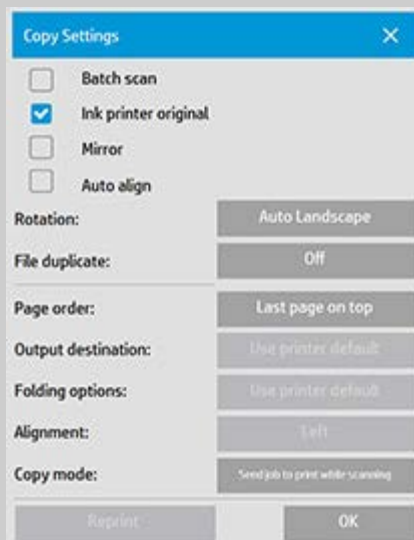 Copy Settings
Batch scan
Ink printer original
Mirror
Auto align
Rotation: Auto Landscape
File duplicate: Off
Page order: Last page on top
Output destination: Use printer default
Folding options: Use printer default
Alignment: Left
Copy mode: Send job to print while scanning
Reprint OK